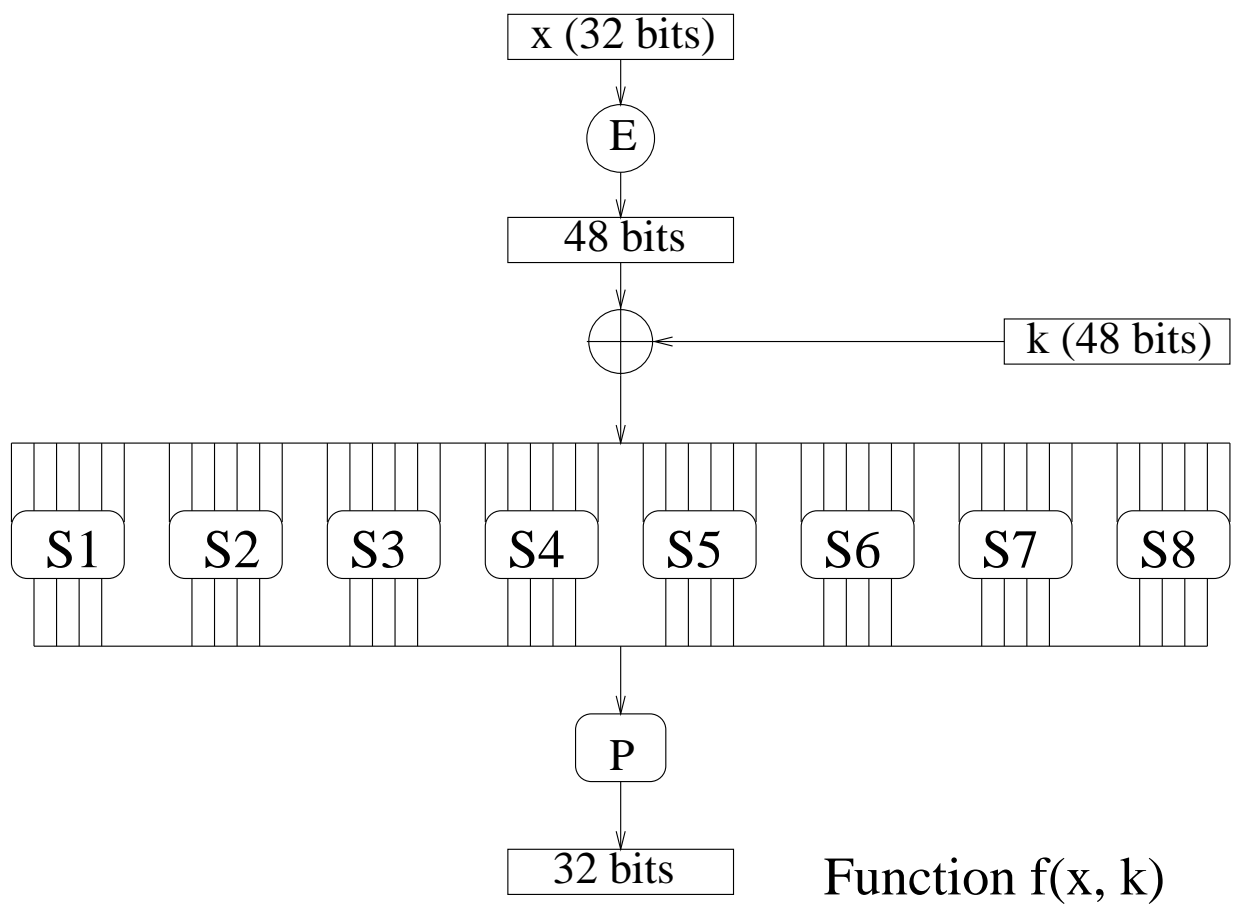 x (32 bits)
E
48 bits
k (48 bits)
S1 S2 S3 S4 S5 S6 S7 S8
P
32 bits
Function f(x, k)